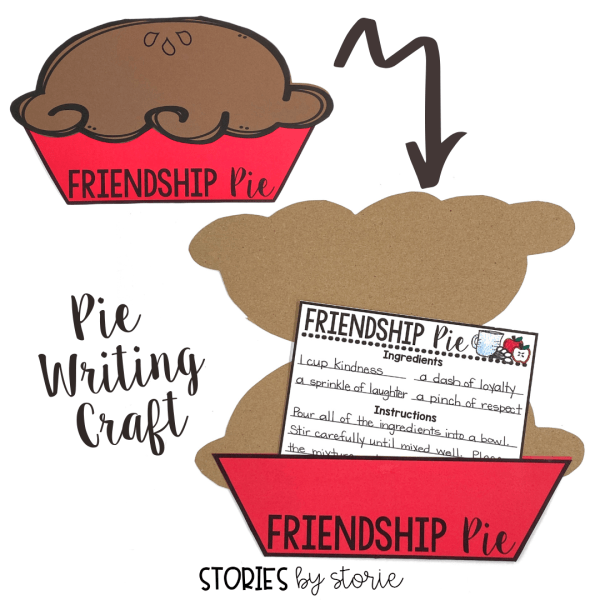 FRIENDSHIP Pie
Pie
Writing
Craft
FRIENDSHIP Pie
Ingredients
1 cup kindness a dash of loyalty
a sprinkle of laughter a pinch of respect
Instructions
Pour all of the ingredients into a bowl.
Stir carefully until mixed well.
the mixture
FRIENDSHIP Pie
STORIES by storie